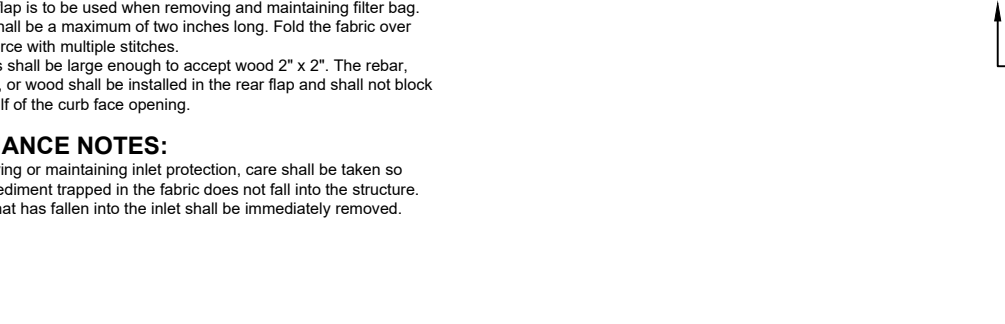 lap is to be used when removing and maintaining filter bag.
hall be a maximum of two inches long. Fold the fabric over
rce with multiple stitches.
s shall be large enough to accept wood 2" x 2". The rebar,
, or wood shall be installed in the rear flap and shall not block
lf of the curb face opening.
ANCE NOTES:
ing or maintaining inlet protection, care shall be taken so
ediment trapped in the fabric does not fall into the structure.
hat has fallen into the inlet shall be immediately removed.